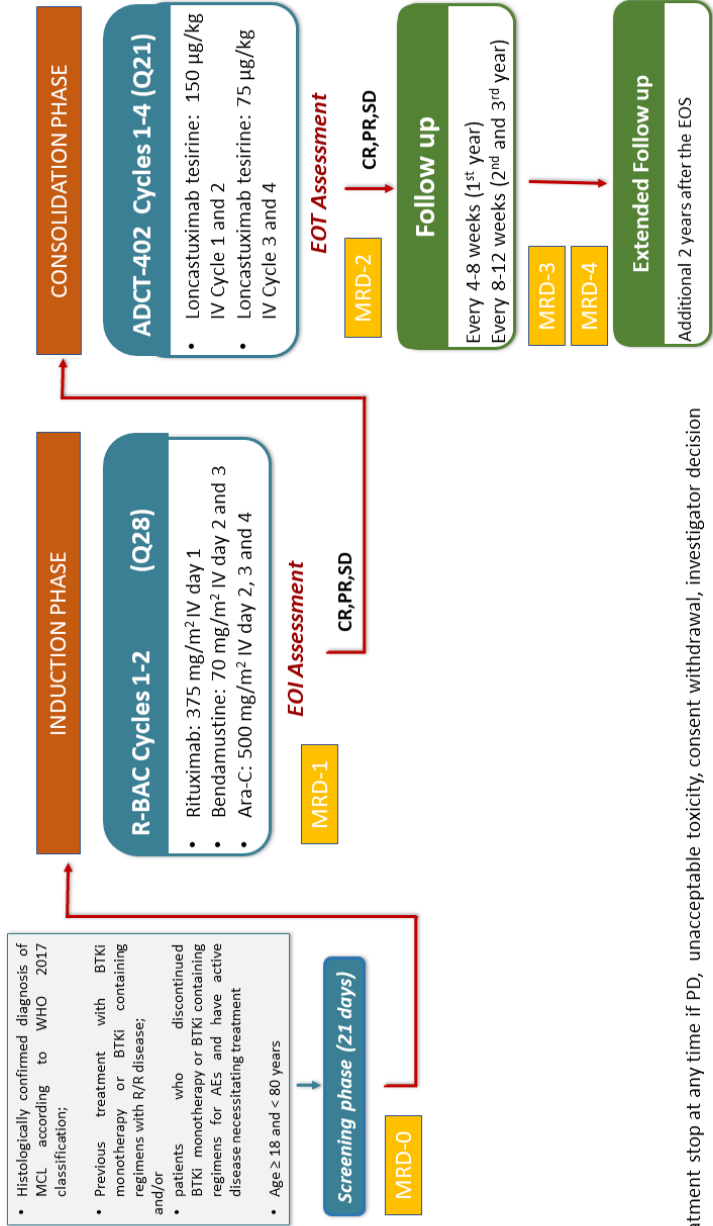 • Histologically confirmed diagnosis of
MCL according to WHO 2017
classification;
• Previous treatment with BTKi
monotherapy or BTKi containing
regimens with R/R disease;
and/or
• patients who discontinued
BTKi monotherapy or BTKi containing
regimens for AEs and have active
disease necessitating treatment
• Age ≥ 18 and < 80 years
Screening phase (21 days)
MRD-0
INDUCTION PHASE
R-BAC Cycles 1-2 (Q28)
• Rituximab: 375 mg/m² IV day 1
• Bendamustine: 70 mg/m² IV day 2 and 3
• Ara-C: 500 mg/m² IV day 2, 3 and 4
EOI Assessment
MRD-1
CR,PR,SD
CONSOLIDATION PHASE
ADCT-402 Cycles 1-4 (Q21)
• Loncastuximab tesirine: 150 µg/kg
IV Cycle 1 and 2
• Loncastuximab tesirine: 75 µg/kg
IV Cycle 3 and 4
EOT Assessment
MRD-2
CR,PR,SD
Follow up
Every 4-8 weeks (1st year)
Every 8-12 weeks (2nd and 3rd year)
MRD-3
MRD-4
Extended Follow up
Additional 2 years after the EOS
atment stop at any time if PD, unacceptable toxicity, consent withdrawal, investigator decision